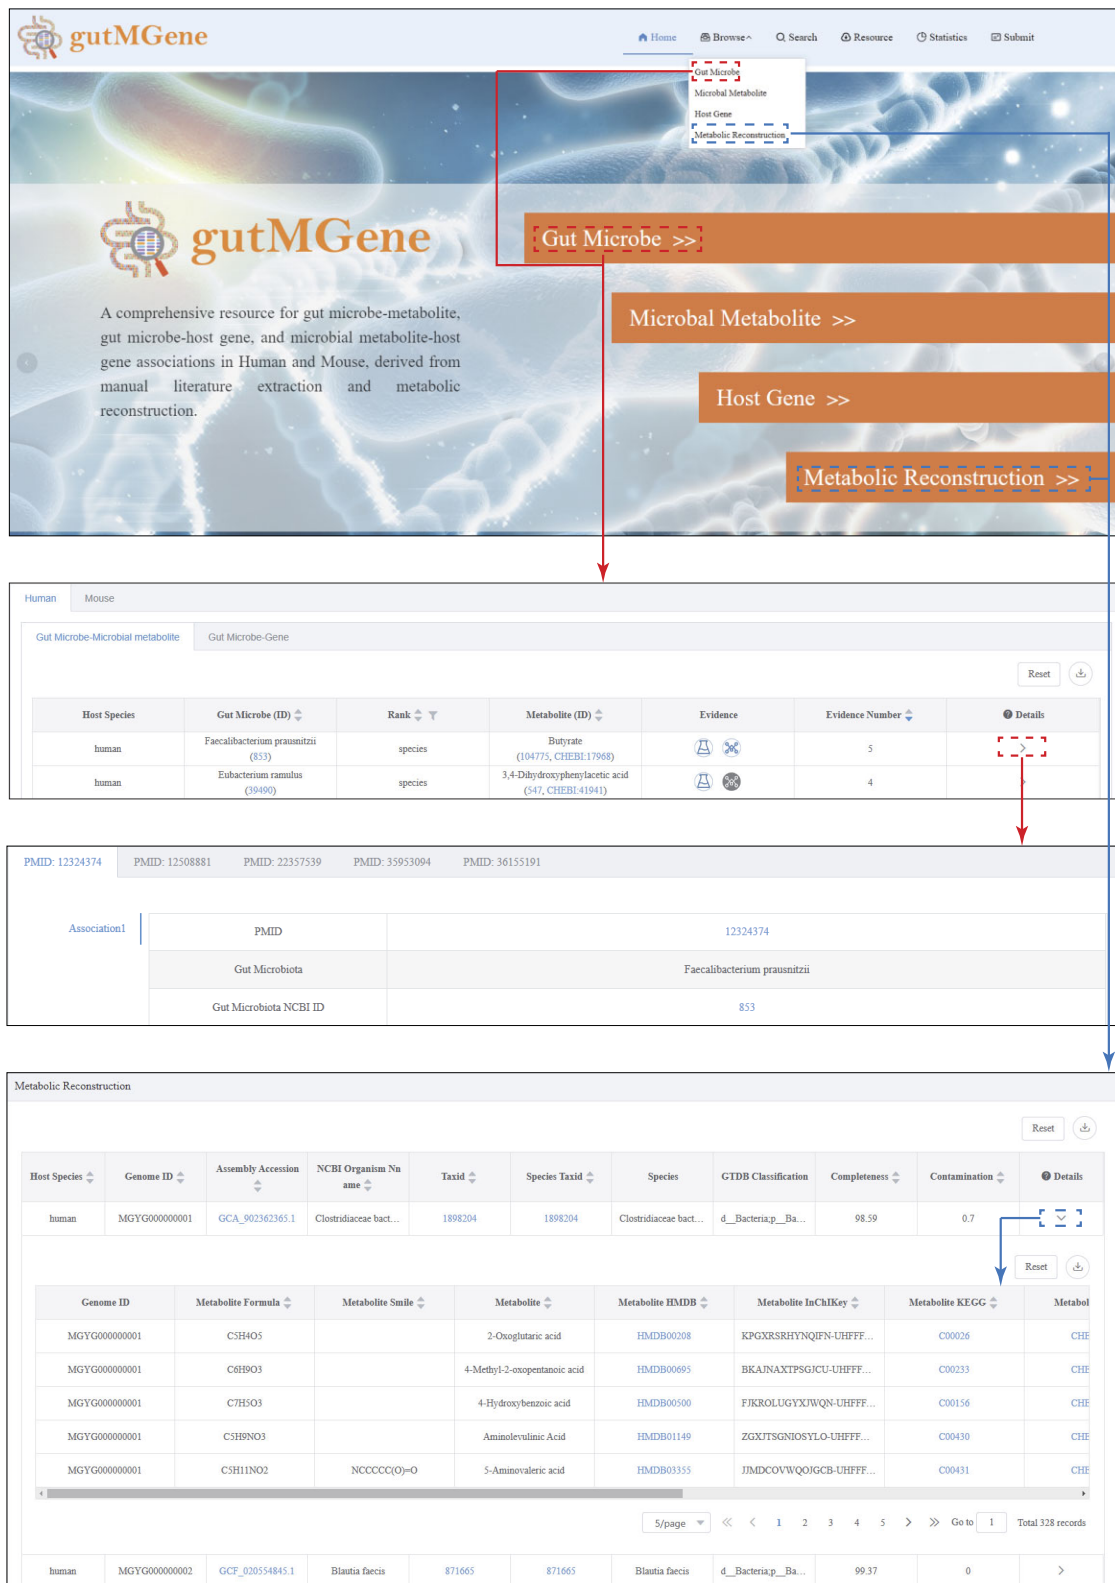 gutMGene
Home Browse Search Resource Statistics Submit
Gut Microbe
Microbal Metabolite
Host Gene
Metabolic Reconstruction
gutMGene
A comprehensive resource for gut microbe-metabolite,
gut microbe-host gene, and microbial metabolite-host
gene associations in Human and Mouse, derived from
manual literature extraction and metabolic
reconstruction.
Gut Microbe >>
Microbal Metabolite >>
Host Gene >>
Metabolic Reconstruction >>
Human Mouse
Gut Microbe-Microbial metabolite Gut Microbe-Gene
Reset
Host Species Gut Microbe (ID) Rank Metabolite (ID) Evidence Evidence Number Details
human Faecalibacterium prausnitzii (853) species Butyrate (104775, CHEBI:17968) 5 >
human Eubacterium ramulus (39490) species 3,4-Dihydroxyphenylacetic acid (547, CHEBI:41941) 4
PMID: 12324374 PMID: 12508881 PMID: 22357539 PMID: 35953094 PMID: 36155191
Association1
PMID 12324374
Gut Microbiota Faecalibacterium prausnitzii
Gut Microbiota NCBI ID 853
Metabolic Reconstruction
Reset
Host Species Genome ID Assembly Accession NCBI Organism Nn ame Taxid Species Taxid Species GTDB Classification Completeness Contamination Details
human MGYG000000001 GCA_902362365.1 Clostridiaceae bact... 1898204 1898204 Clostridiaceae bact... d__Bacteria;p__Ba... 98.59 0.7
Reset
Genome ID Metabolite Formula Metabolite Smile Metabolite Metabolite HMDB Metabolite InChIKey Metabolite KEGG Metabol
MGYG000000001 C5H4O5 2-Oxoglutaric acid HMDB00208 KPGXRSRHYNQIFN-UHFFF... C00026 CHE
MGYG000000001 C6H9O3 4-Methyl-2-oxopentanoic acid HMDB00695 BKAJNAXTPSGJCU-UHFFF... C00233 CHE
MGYG000000001 C7H5O3 4-Hydroxybenzoic acid HMDB00500 FJKROLUGYXJWQN-UHFFF... C00156 CHE
MGYG000000001 C5H9NO3 Aminolevulinic Acid HMDB01149 ZGXJTSGNIOSYLO-UHFFF... C00430 CHE
MGYG000000001 C5H11NO2 NCCCCC(O)=O 5-Aminovaleric acid HMDB03355 JJMDCOVWQOJGCB-UHFFF... C00431 CHE
5/page 1 2 3 4 5 Go to 1 Total 328 records
human MGYG000000002 GCF_020554845.1 Blautia faecis 871665 871665 Blautia faecis d__Bacteria;p__Ba... 99.37 0 >